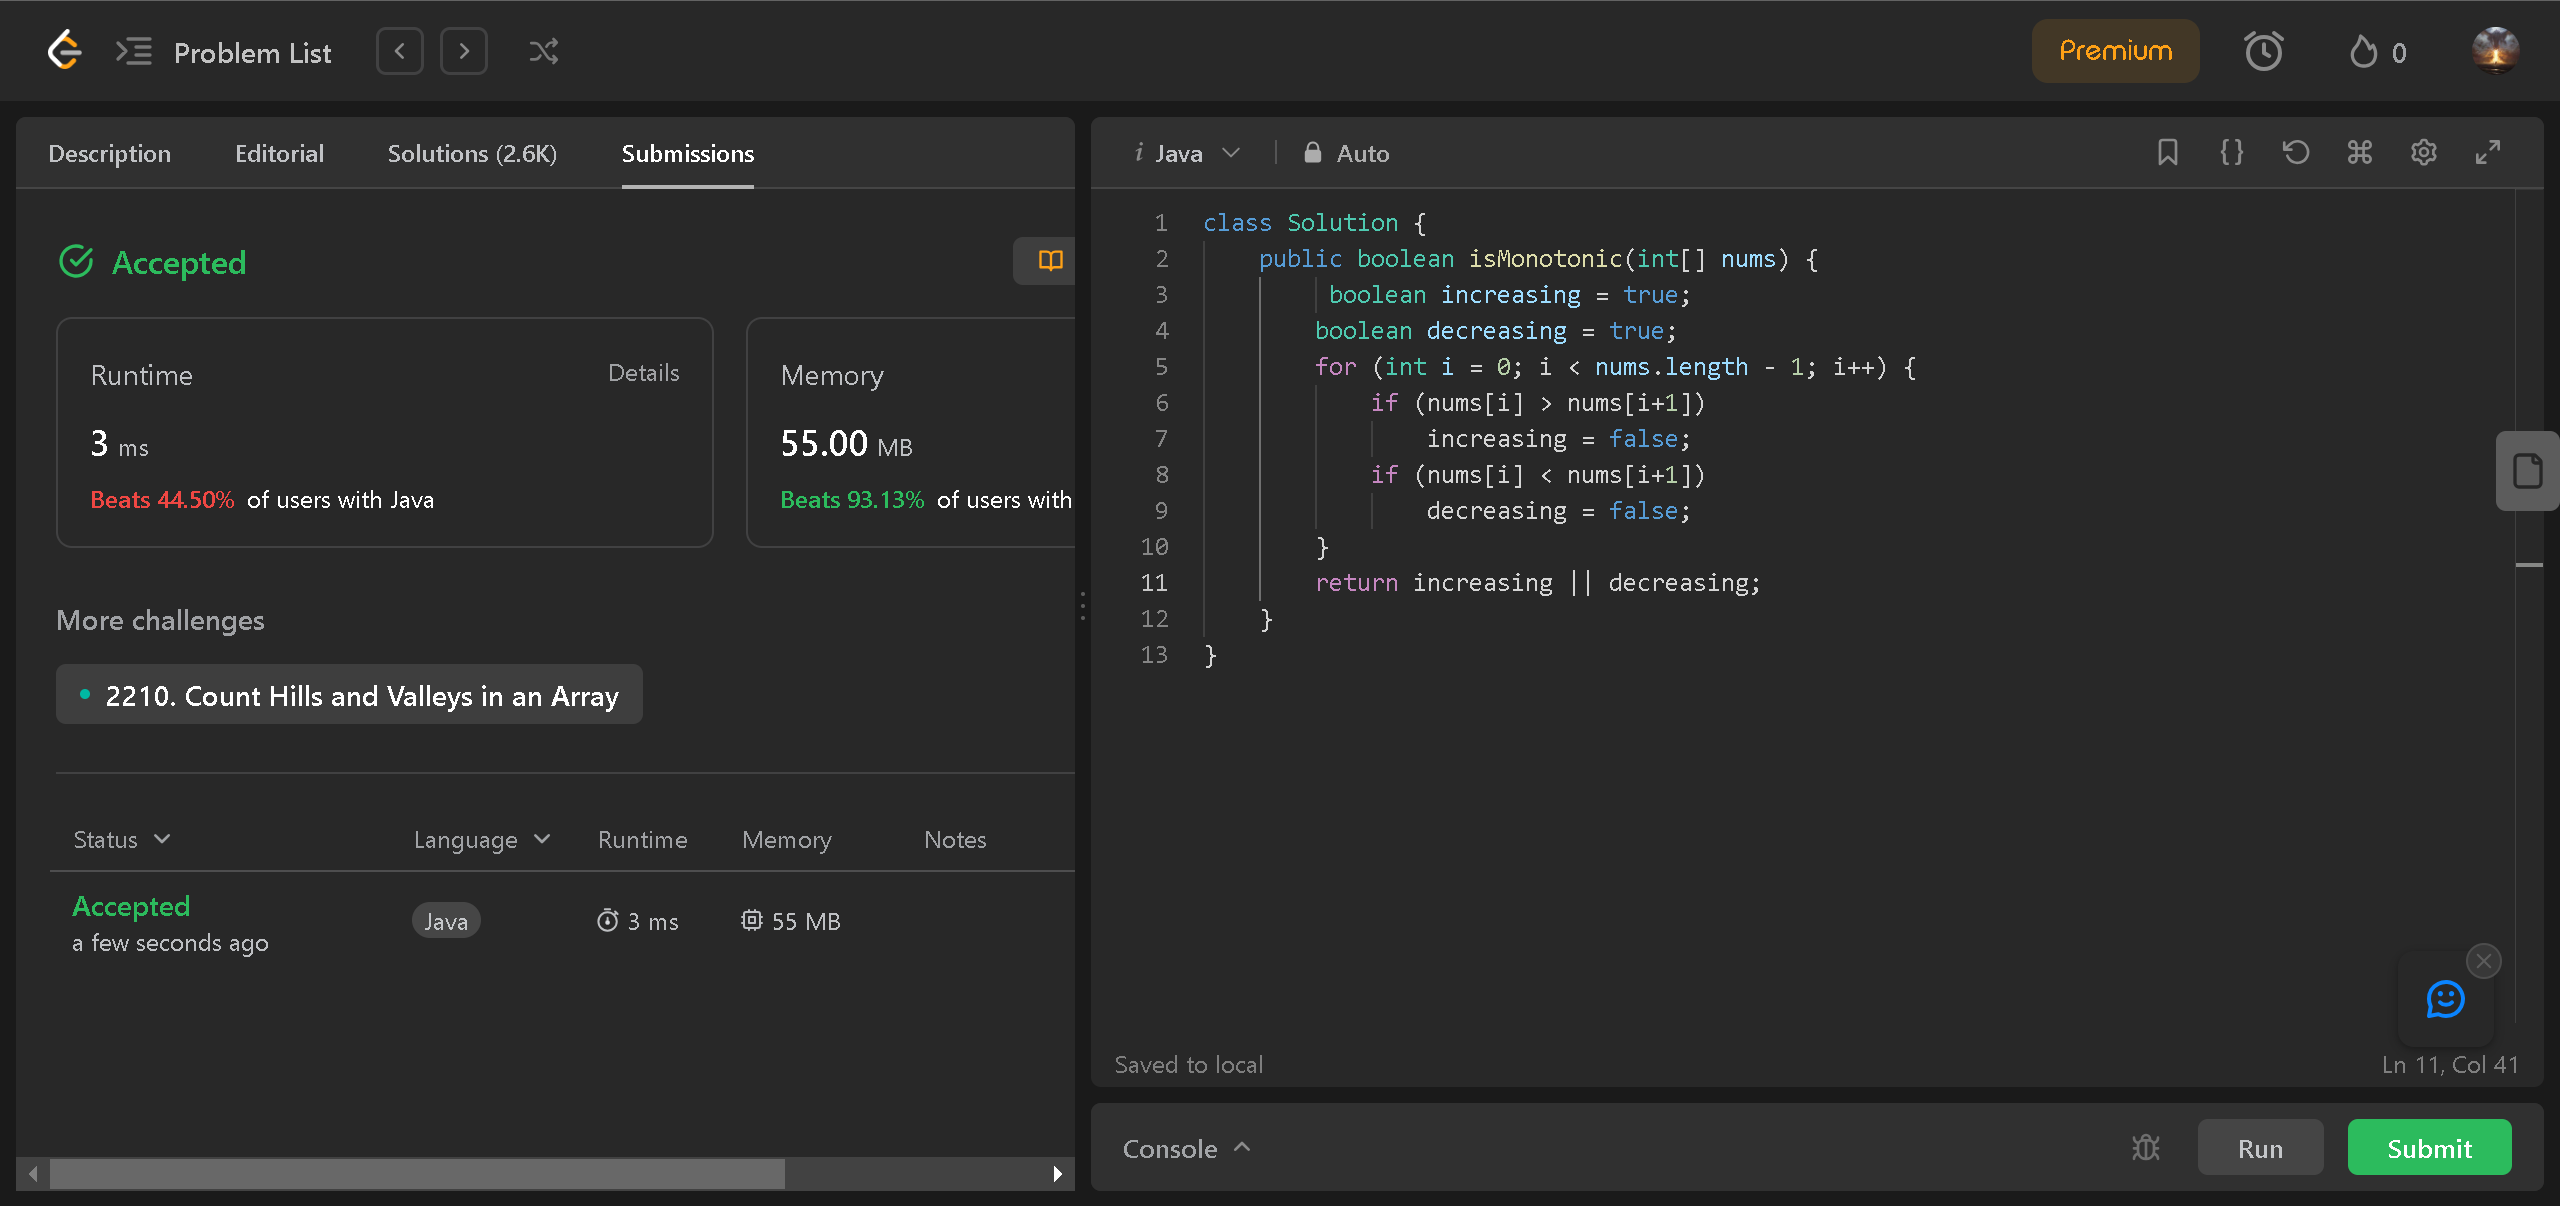 Problem List
Premium
0
Description Editorial Solutions (2.6K) Submissions
Accepted
Runtime Details
3 ms
Beats 44.50% of users with Java
Memory
55.00 MB
Beats 93.13% of users with
More challenges
2210. Count Hills and Valleys in an Array
Status Language Runtime Memory Notes
Accepted
a few seconds ago
Java 3 ms 55 MB
i Java Auto
1 class Solution {
2 public boolean isMonotonic(int[] nums) {
3 boolean increasing = true;
4 boolean decreasing = true;
5 for (int i = 0; i < nums.length - 1; i++) {
6 if (nums[i] > nums[i+1])
7 increasing = false;
8 if (nums[i] < nums[i+1])
9 decreasing = false;
10 }
11 return increasing || decreasing;
12 }
13 }
Saved to local
Ln 11, Col 41
Console
Run
Submit